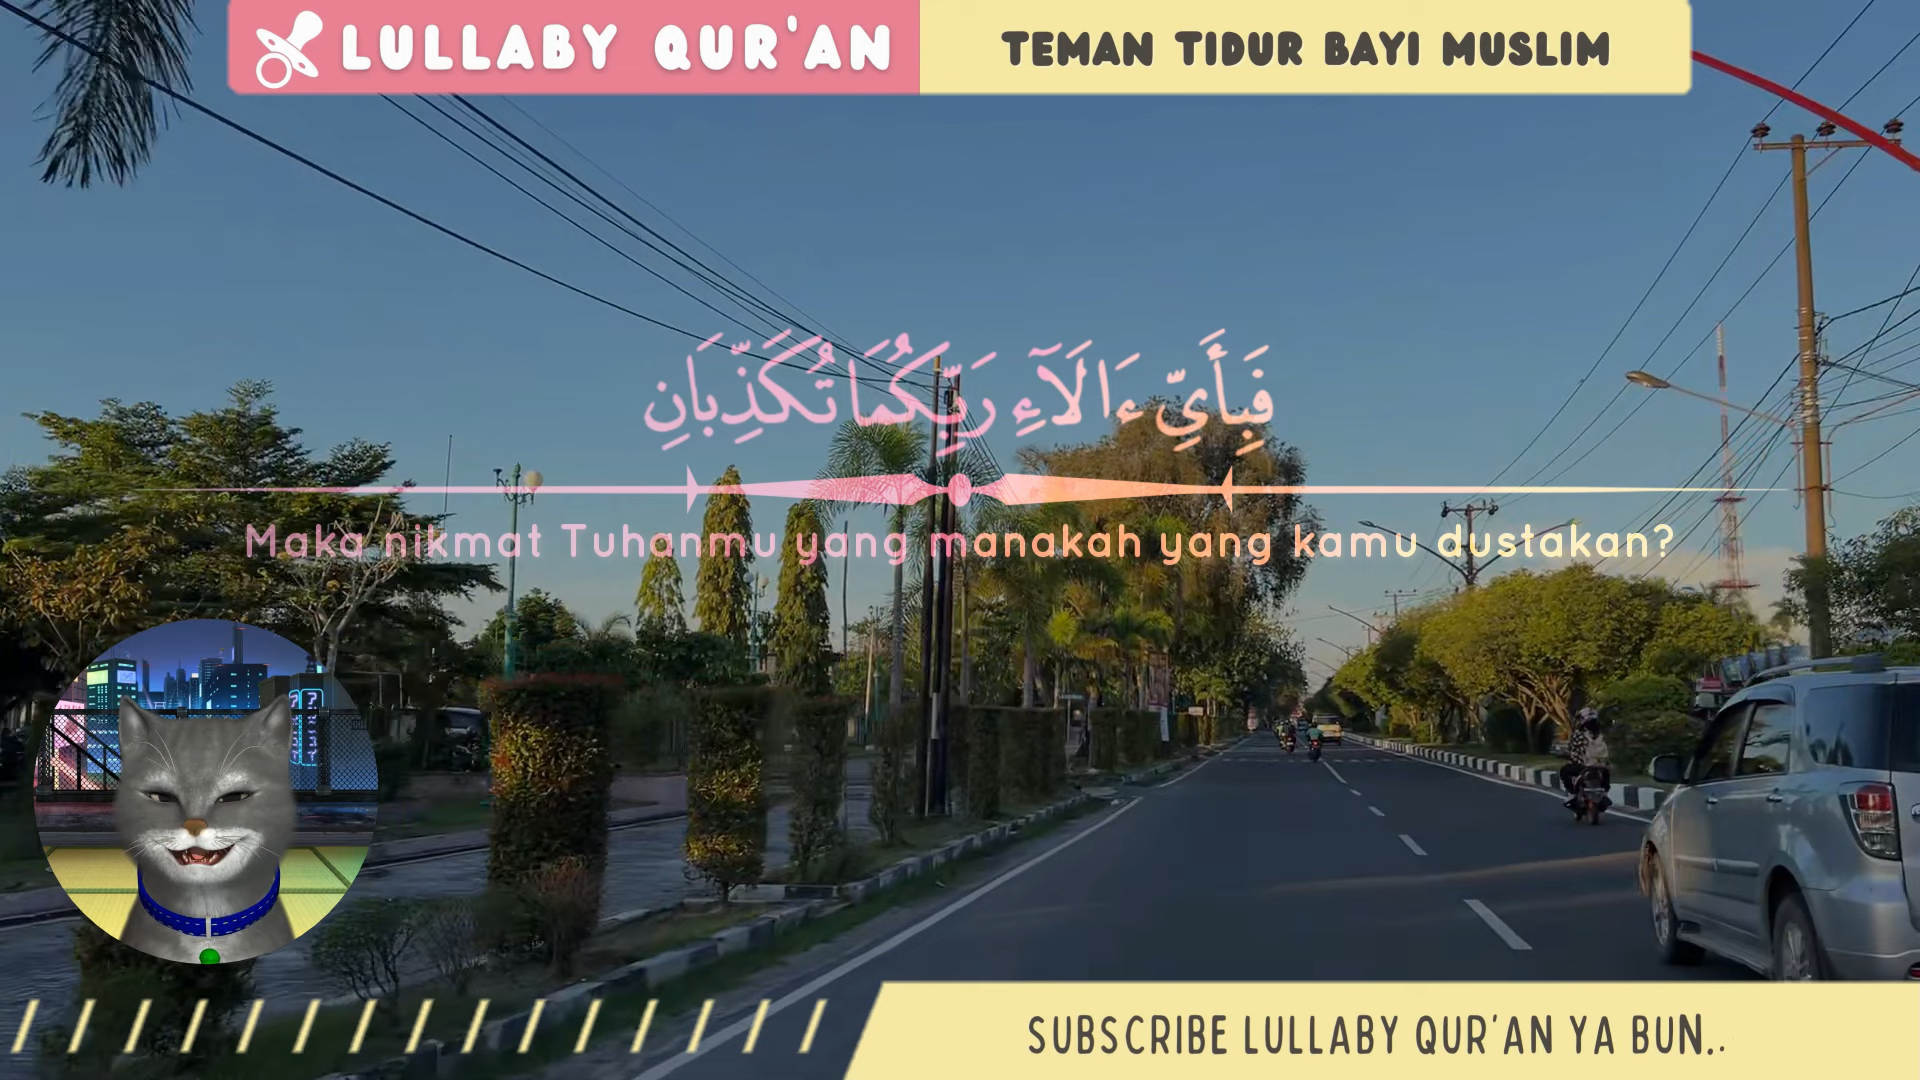 LULLABY QUR'AN
TEMAN TIDUR BAYI MUSLIM
فَبِأَيِّ ءَالَآءِ رَبِّكُمَا تُكَذِّبَانِ
Maka nikmat Tuhanmu yang manakah yang kamu dustakan?
SUBSCRIBE LULLABY QUR'AN YA BUN..